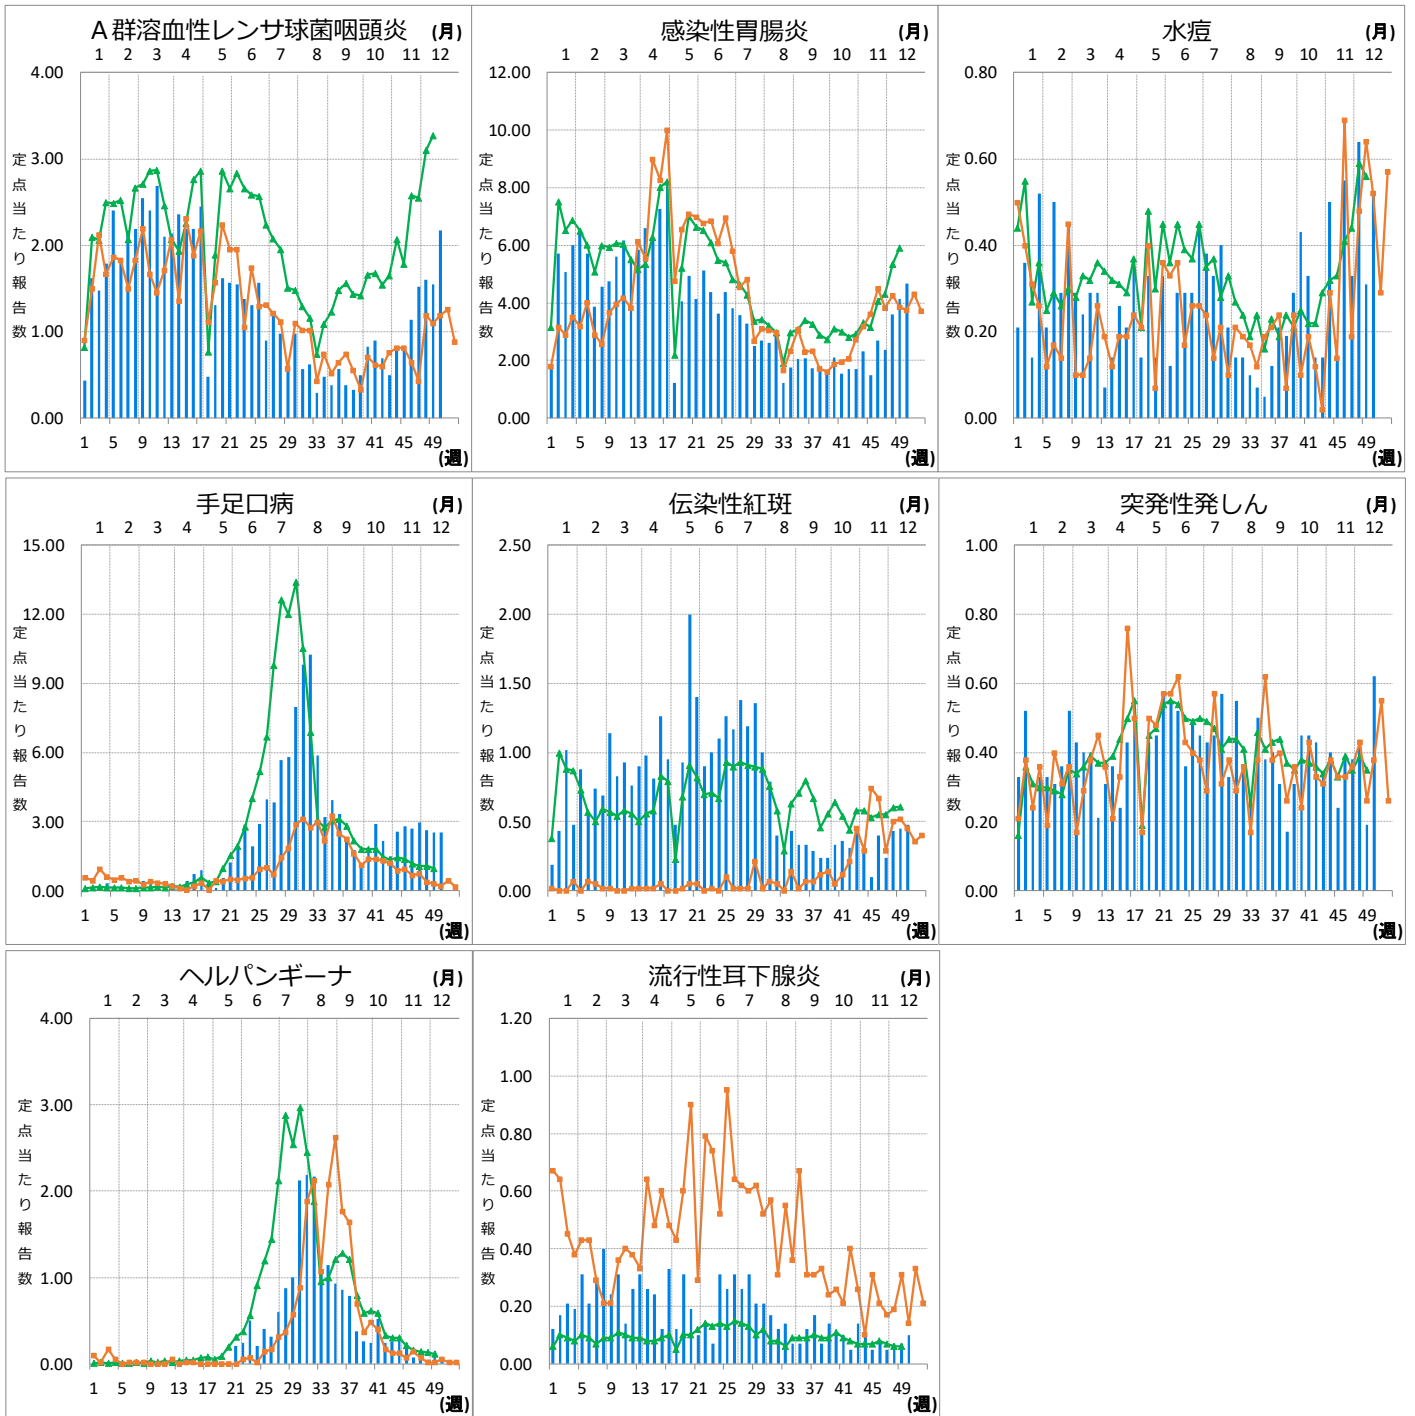 A群溶血性レンサ球菌咽頭炎 (月)
1 2 3 4 5 6 7 8 9 10 11 12
4.00
3.00
2.00
1.00
0.00
定点当たり報告数
1 5 9 13 17 21 25 29 33 37 41 45 49
(週)
感染性胃腸炎 (月)
1 2 3 4 5 6 7 8 9 10 11 12
12.00
10.00
8.00
6.00
4.00
2.00
0.00
定点当たり報告数
1 5 9 13 17 21 25 29 33 37 41 45 49
(週)
水痘 (月)
1 2 3 4 5 6 7 8 9 10 11 12
0.80
0.60
0.40
0.20
0.00
定点当たり報告数
1 5 9 13 17 21 25 29 33 37 41 45 49
(週)
手足口病 (月)
1 2 3 4 5 6 7 8 9 10 11 12
15.00
12.00
9.00
6.00
3.00
0.00
定点当たり報告数
1 5 9 13 17 21 25 29 33 37 41 45 49
(週)
伝染性紅斑 (月)
1 2 3 4 5 6 7 8 9 10 11 12
2.50
2.00
1.50
1.00
0.50
0.00
定点当たり報告数
1 5 9 13 17 21 25 29 33 37 41 45 49
(週)
突発性発しん (月)
1 2 3 4 5 6 7 8 9 10 11 12
1.00
0.80
0.60
0.40
0.20
0.00
定点当たり報告数
1 5 9 13 17 21 25 29 33 37 41 45 49
(週)
ヘルパンギーナ (月)
1 2 3 4 5 6 7 8 9 10 11 12
4.00
3.00
2.00
1.00
0.00
定点当たり報告数
1 5 9 13 17 21 25 29 33 37 41 45 49
(週)
流行性耳下腺炎 (月)
1 2 3 4 5 6 7 8 9 10 11 12
1.20
1.00
0.80
0.60
0.40
0.20
0.00
定点当たり報告数
1 5 9 13 17 21 25 29 33 37 41 45 49
(週)